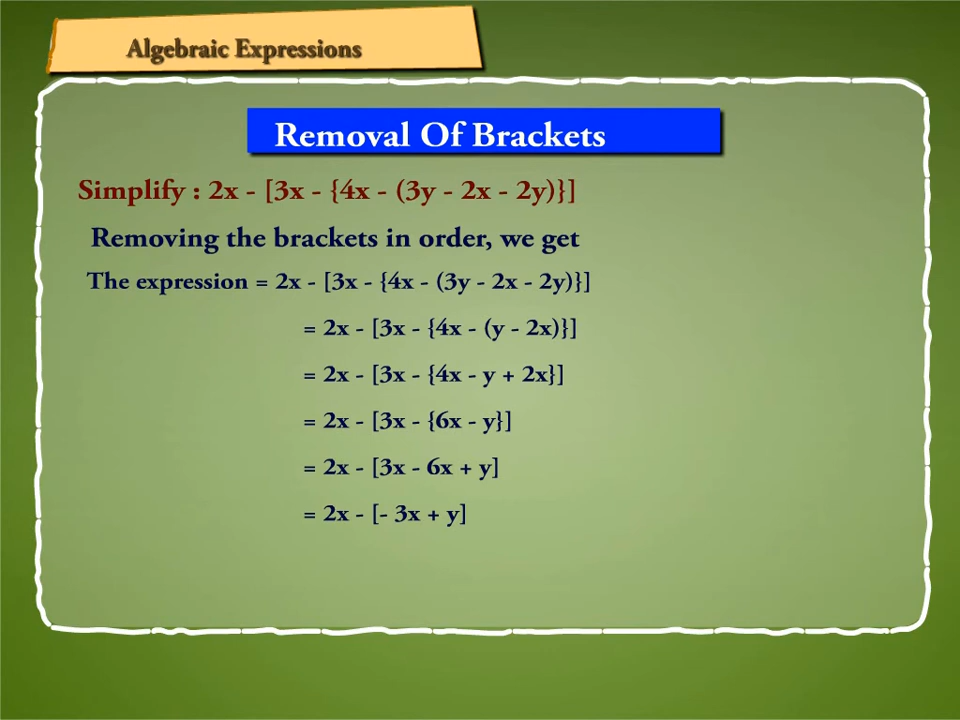 Algebraic Expressions
Removal Of Brackets
Simplify : 2x - [3x - {4x - (3y - 2x - 2y)}]
Removing the brackets in order, we get
The expression = 2x - [3x - {4x - (3y - 2x - 2y)}]
= 2x - [3x - {4x - (y - 2x)}]
= 2x - [3x - {4x - y + 2x}]
= 2x - [3x - {6x - y}]
= 2x - [3x - 6x + y]
= 2x - [- 3x + y]